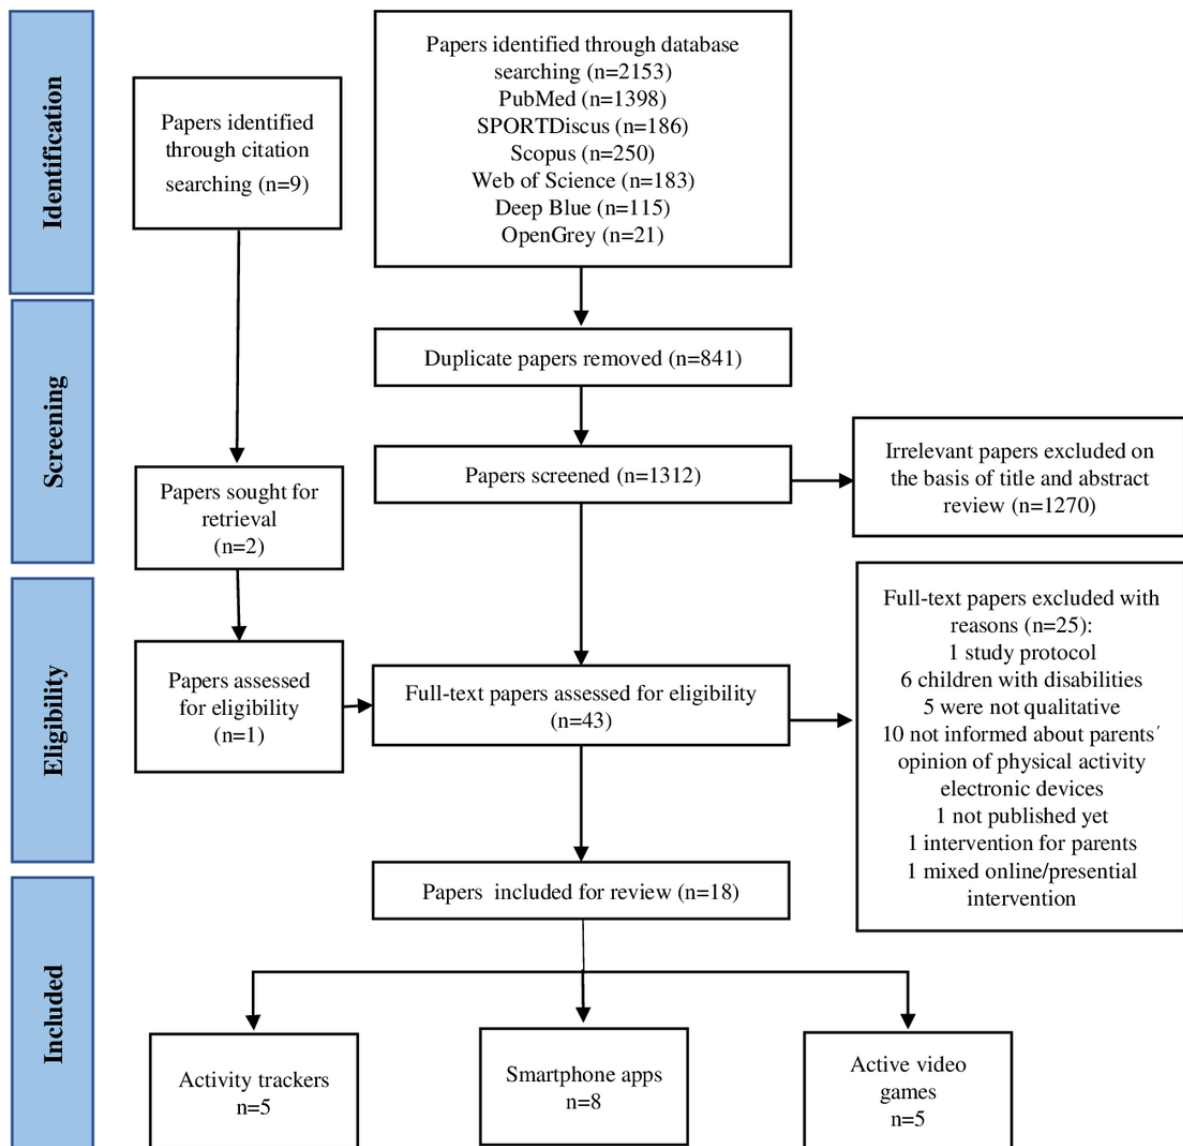 Identification
Papers identified
through citation
searching (n=9)
Papers identified through database
searching (n=2153)
PubMed (n=1398)
SPORTDiscus (n=186)
Scopus (n=250)
Web of Science (n=183)
Deep Blue (n=115)
OpenGrey (n=21)
Screening
Duplicate papers removed (n=841)
Papers screened (n=1312)
Irrelevant papers excluded on
the basis of title and abstract
review (n=1270)
Papers sought for
retrieval
(n=2)
Eligibility
Papers assessed
for eligibility
(n=1)
Full-text papers assessed for eligibility
(n=43)
Full-text papers excluded with
reasons (n=25):
1 study protocol
6 children with disabilities
5 were not qualitative
10 not informed about parents´
opinion of physical activity
electronic devices
1 not published yet
1 intervention for parents
1 mixed online/presential
intervention
Included
Papers included for review (n=18)
Activity trackers
n=5
Smartphone apps
n=8
Active video
games
n=5